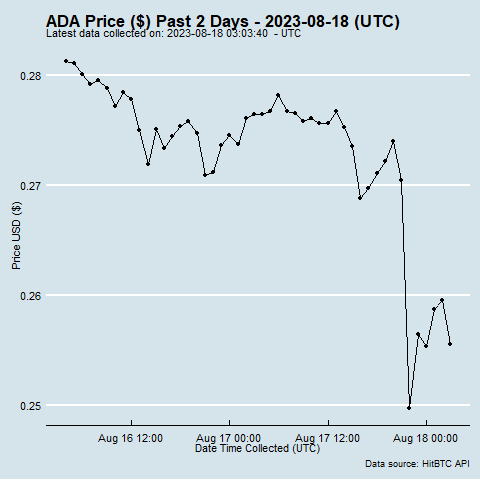 ADA Price ($) Past 2 Days - 2023-08-18 (UTC)
Latest data collected on: 2023-08-18 03:03:40 - UTC
0.28
0.27
0.26
0.25
Price USD ($)
Aug 16 12:00
Aug 17 00:00
Aug 17 12:00
Aug 18 00:00
Date Time Collected (UTC)
Data source: HitBTC API